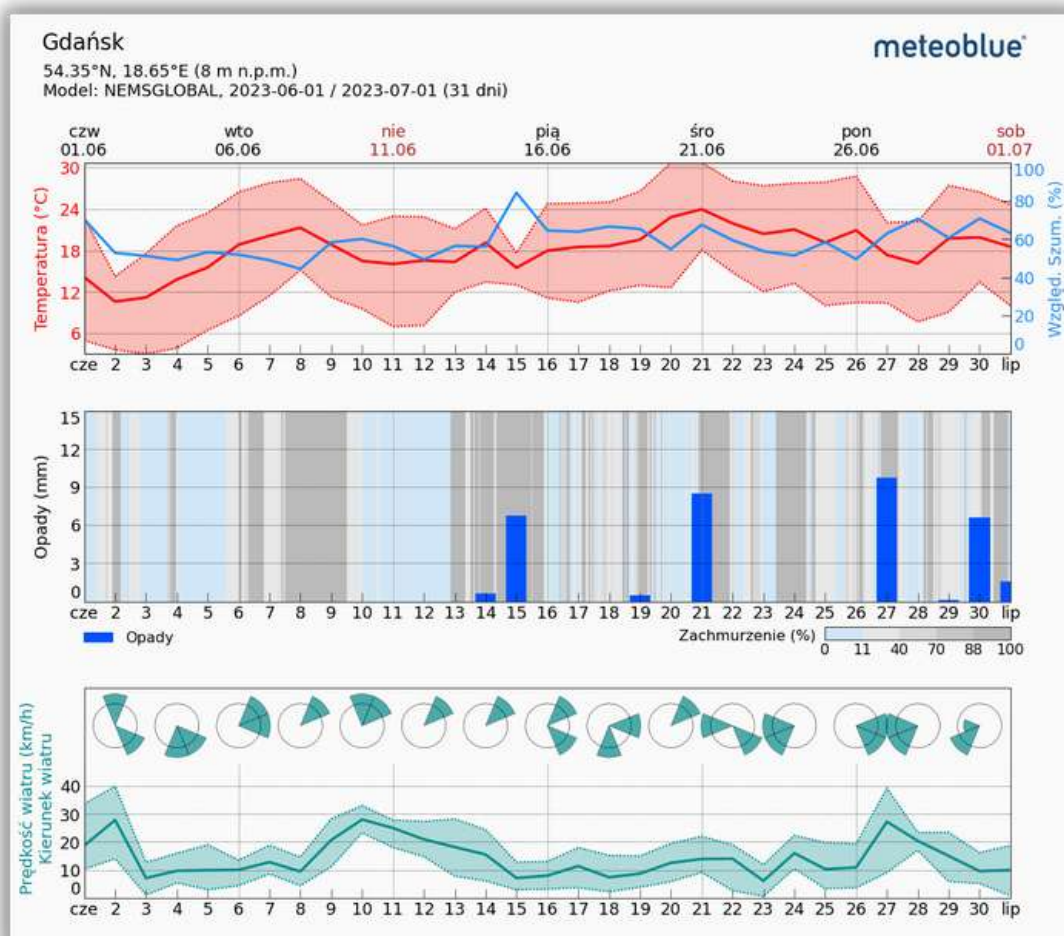 Gdańsk
meteoblue
54.35°N, 18.65°E (8 m n.p.m.)
Model: NEMSGLOBAL, 2023-06-01 / 2023-07-01 (31 dni)
czw wto nie pią śro pon sob
01.06 06.06 11.06 16.06 21.06 26.06 01.07
Temperatura (°C)
30
24
18
12
6
100
80
60
40
20
0
Względ. Szum. (%)
cze 2 3 4 5 6 7 8 9 10 11 12 13 14 15 16 17 18 19 20 21 22 23 24 25 26 27 28 29 30 lip
Opady (mm)
15
12
9
6
3
0
cze 2 3 4 5 6 7 8 9 10 11 12 13 14 15 16 17 18 19 20 21 22 23 24 25 26 27 28 29 30 lip
Opady
Zachmurzenie (%)
0 11 40 70 88 100
Prędkość wiatru (km/h)
Kierunek wiatru
40
30
20
10
0
cze 2 3 4 5 6 7 8 9 10 11 12 13 14 15 16 17 18 19 20 21 22 23 24 25 26 27 28 29 30 lip